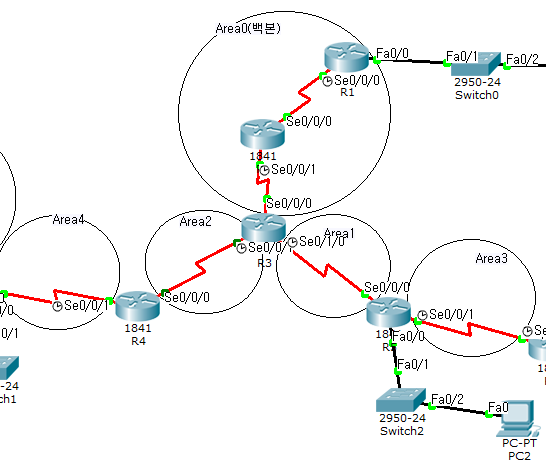 Area0(백본)
Fa0/0
Fa0/1
Fa0/2
Se0/0/0
R1
2950-24
Switch0
Se0/0/0
1841
Se0/0/1
Se0/0/0
Area4
Area2
Area1
Area3
Se0/0/1
Se0/1/0
R3
Se0/0/1
Se0/0/0
Se0/0/0
Se0/0/1
1841
R4
Fa0/0
Fa0/1
Fa0/2
Fa0
2950-24
Switch2
PC-PT
PC2